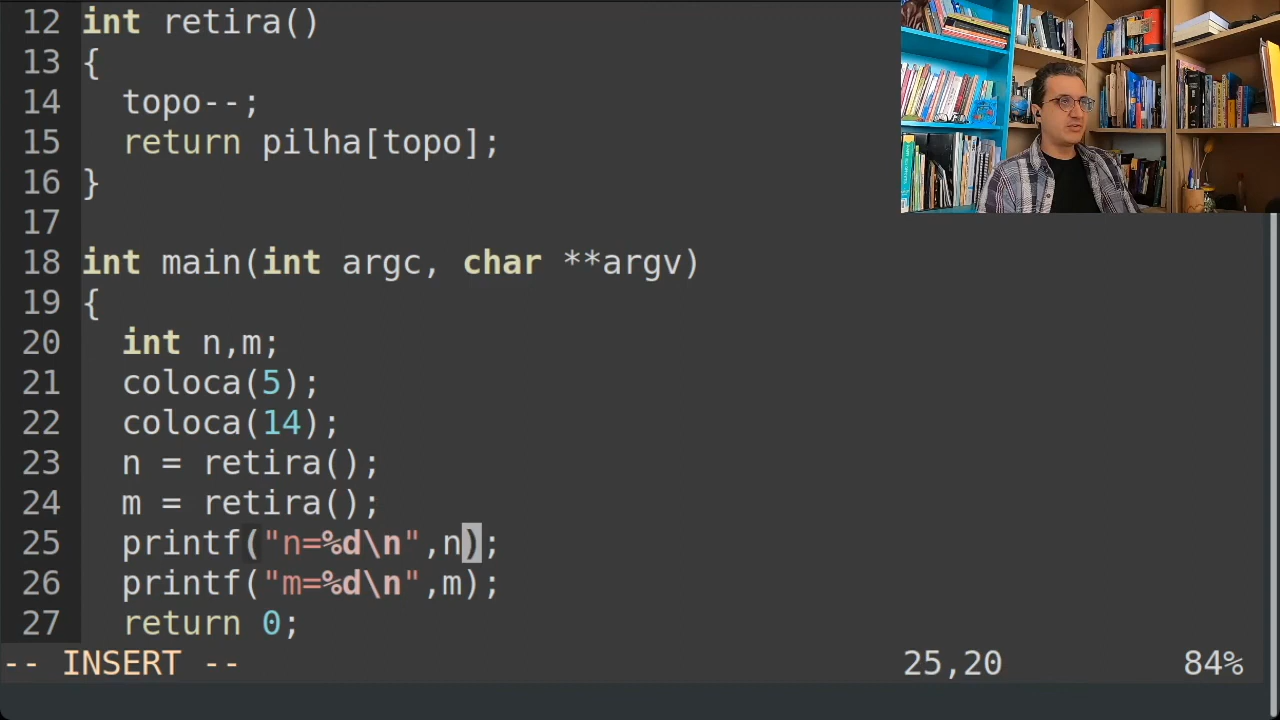 12 int retira()
13 {
14   topo--;
15   return pilha[topo];
16 }
17
18 int main(int argc, char **argv)
19 {
20   int n,m;
21   coloca(5);
22   coloca(14);
23   n = retira();
24   m = retira();
25   printf("n=%d\n",n);
26   printf("m=%d\n",m);
27   return 0;
-- INSERT -- 25,20 84%